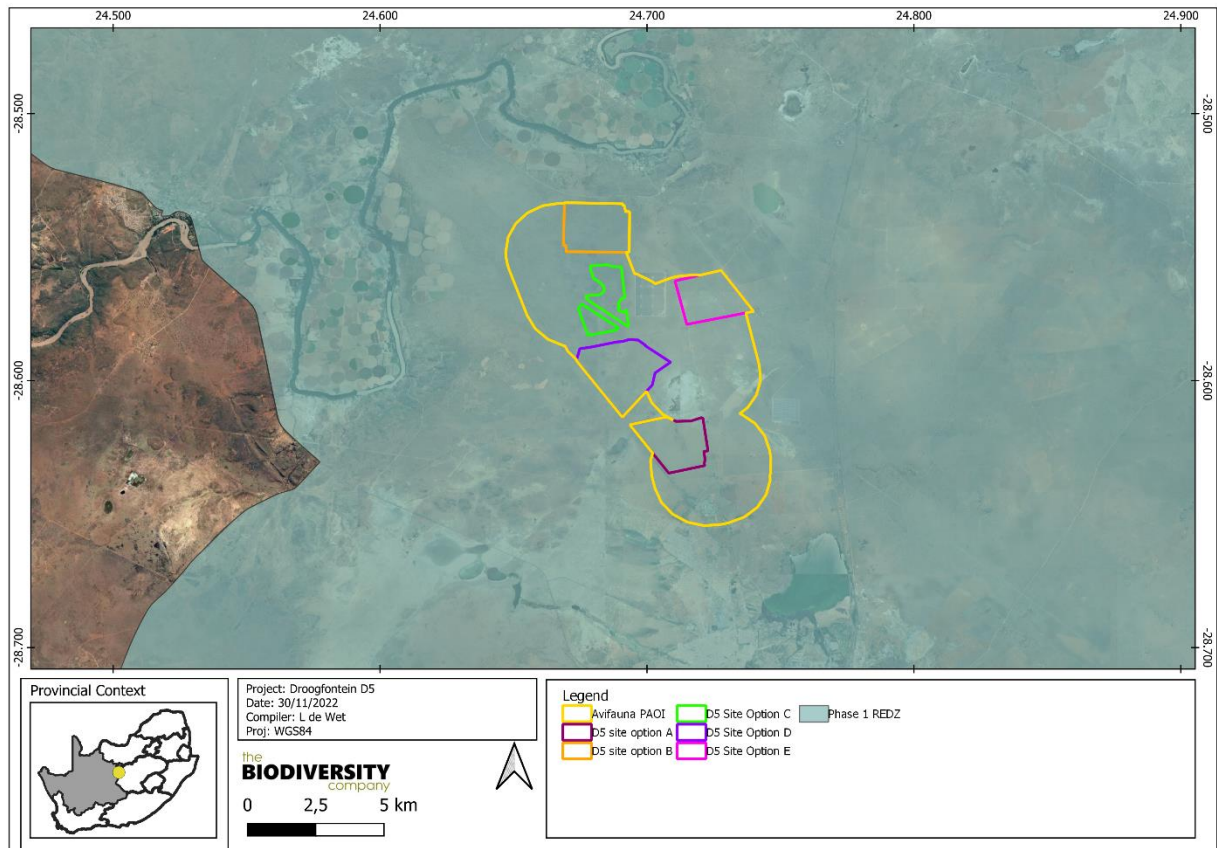 24.500 24.600 24.700 24.800 24.900
-28.500 -28.500
-28.600 -28.600
-28.700 -28.700
Provincial Context
Project: Droogfontein D5
Date: 30/11/2022
Compiler: L de Wet
Proj: WGS84
the
BIODIVERSITY
company
0 2,5 5 km
Legend
Avifauna PAOI
D5 site option A
D5 site option B
D5 Site Option C
D5 Site Option D
D5 Site Option E
Phase 1 REDZ